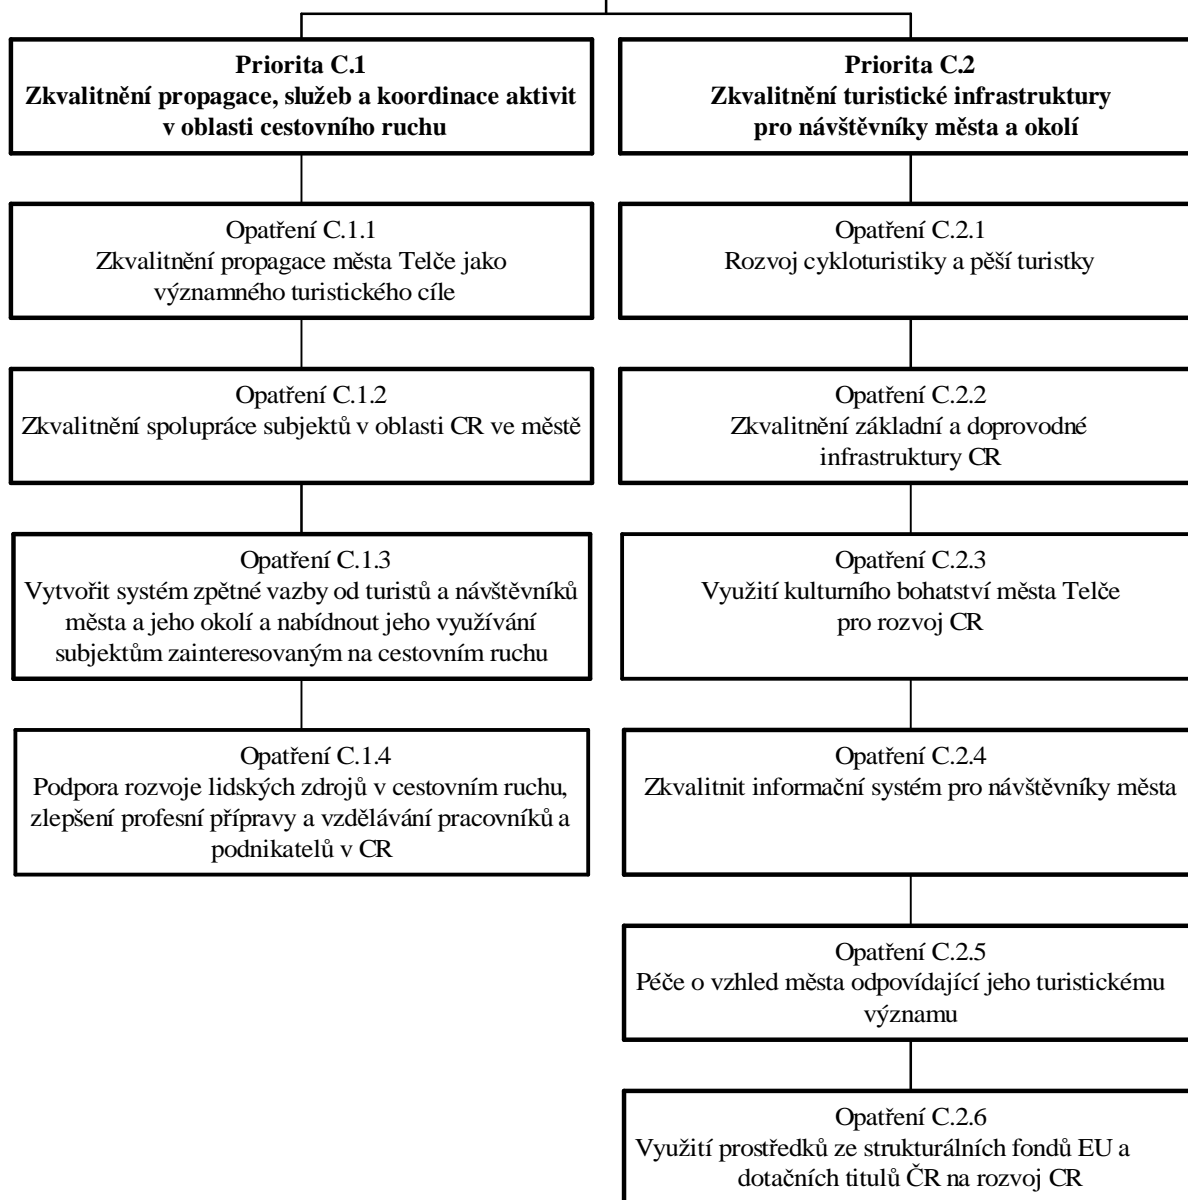 Priorita C.1
Zkvalitnění propagace, služeb a koordinace aktivit
v oblasti cestovního ruchu
Opatření C.1.1
Zkvalitnění propagace města Telče jako
významného turistického cíle
Opatření C.1.2
Zkvalitnění spolupráce subjektů v oblasti CR ve městě
Opatření C.1.3
Vytvořit systém zpětné vazby od turistů a návštěvníků
města a jeho okolí a nabídnout jeho využívání
subjektům zainteresovaným na cestovním ruchu
Opatření C.1.4
Podpora rozvoje lidských zdrojů v cestovním ruchu,
zlepšení profesní přípravy a vzdělávání pracovníků a
podnikatelů v CR
Priorita C.2
Zkvalitnění turistické infrastruktury
pro návštěvníky města a okolí
Opatření C.2.1
Rozvoj cykloturistiky a pěší turistky
Opatření C.2.2
Zkvalitnění základní a doprovodné
infrastruktury CR
Opatření C.2.3
Využití kulturního bohatství města Telče
pro rozvoj CR
Opatření C.2.4
Zkvalitnit informační systém pro návštěvníky města
Opatření C.2.5
Péče o vzhled města odpovídající jeho turistickému
významu
Opatření C.2.6
Využití prostředků ze strukturálních fondů EU a
dotačních titulů ČR na rozvoj CR